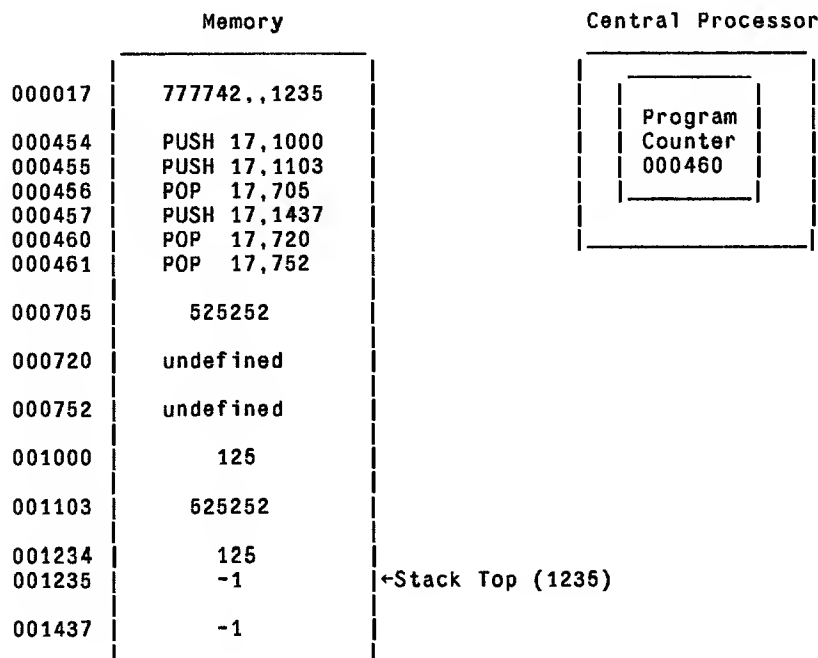 Memory Central Processor
000017 777742,,1235
Program
000454 PUSH 17,1000 Counter
000455 PUSH 17,1103 000460
000456 POP 17,705
000457 PUSH 17,1437
000460 POP 17,720
000461 POP 17,752
000705 525252
000720 undefined
000752 undefined
001000 125
001103 525252
001234 125
001235 -1 ←Stack Top (1235)
001437 -1